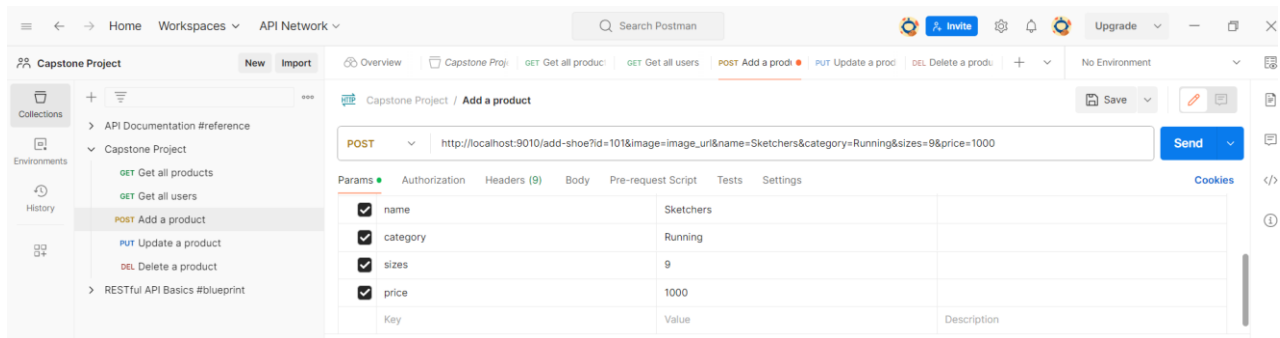 Home Workspaces API Network Search Postman Invite Upgrade
Capstone Project New Import Overview Capstone Proj GET Get all product GET Get all users POST Add a produ PUT Update a prod DEL Delete a produ No Environment
Collections
Environments
History
API Documentation #reference
Capstone Project
GET Get all products
GET Get all users
POST Add a product
PUT Update a product
DEL Delete a product
RESTful API Basics #blueprint
HTTP Capstone Project / Add a product Save
POST http://localhost:9010/add-shoe?id=101&image=image_url&name=Sketchers&category=Running&sizes=9&price=1000 Send
Params Authorization Headers (9) Body Pre-request Script Tests Settings Cookies
name Sketchers
category Running
sizes 9
price 1000
Key Value Description